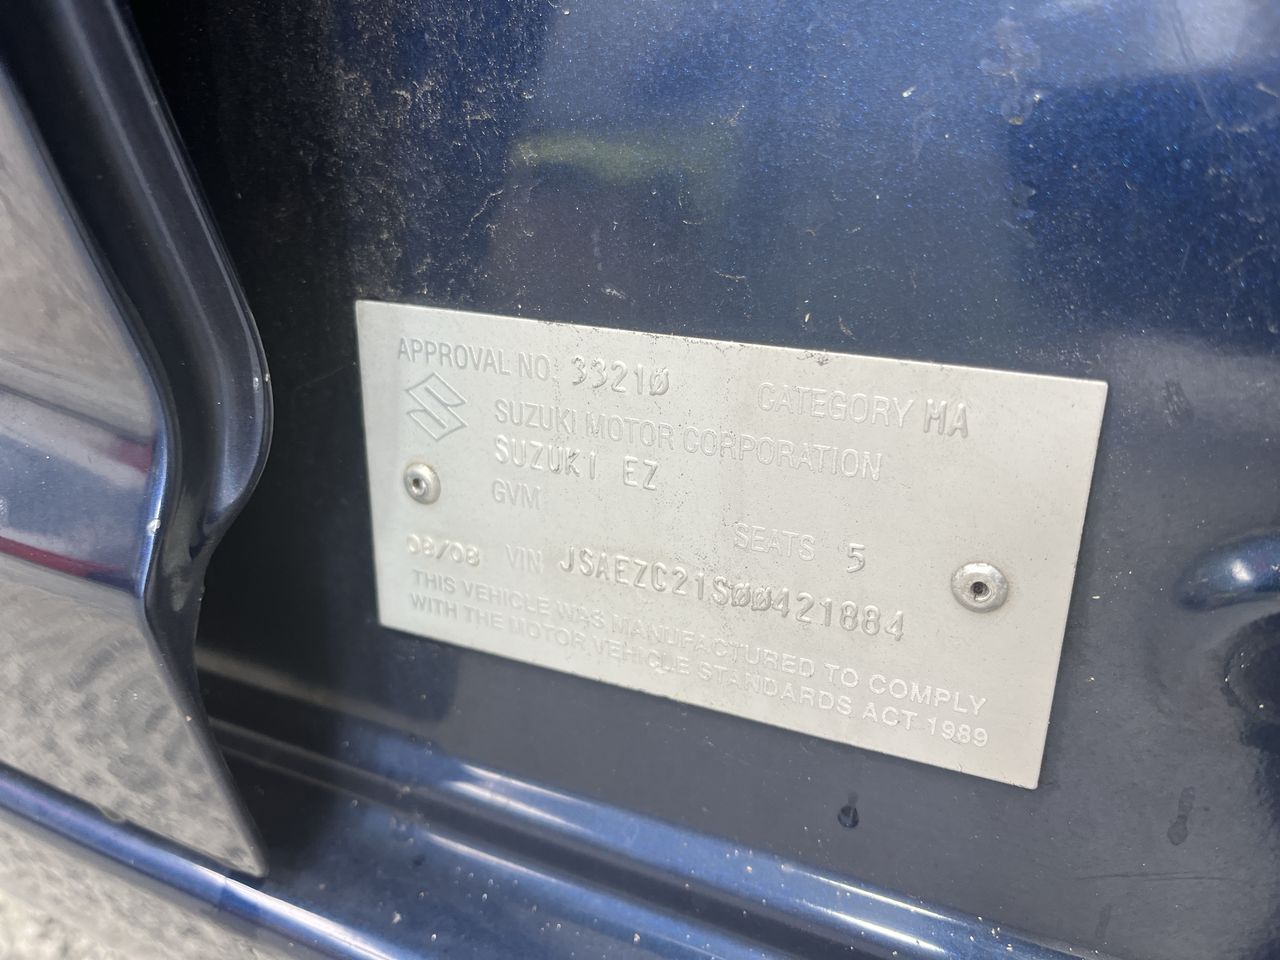 APPROVAL NO 33210 CATEGORY MA
SUZUKI MOTOR CORPORATION
SUZUKI EZ
GVM
SEATS 5
08/08 VIN JSAEZC21S00421884
THIS VEHICLE WAS MANUFACTURED TO COMPLY
WITH THE MOTOR VEHICLE STANDARDS ACT 1989